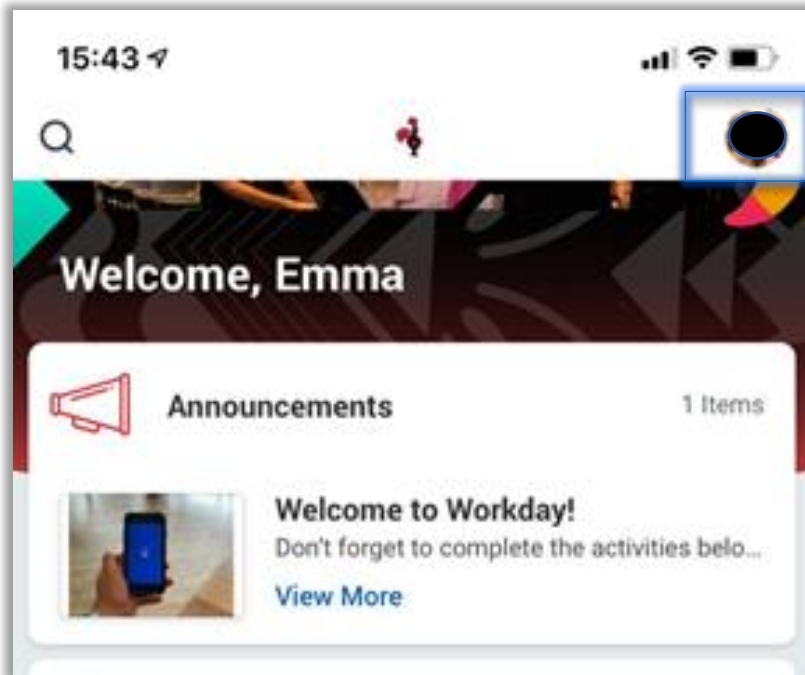 15:43
Welcome, Emma
Announcements
1 Items
Welcome to Workday!
Don't forget to complete the activities belo...
View More